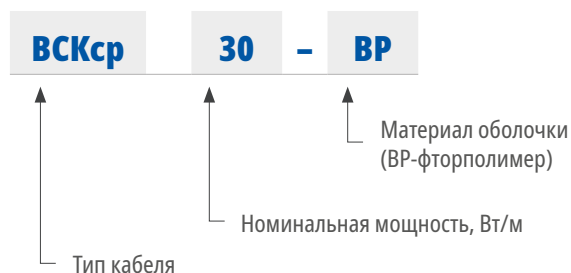 ВСКср 30 – ВР
Материал оболочки
(ВР-фторполимер)
Номинальная мощность, Вт/м
Тип кабеля